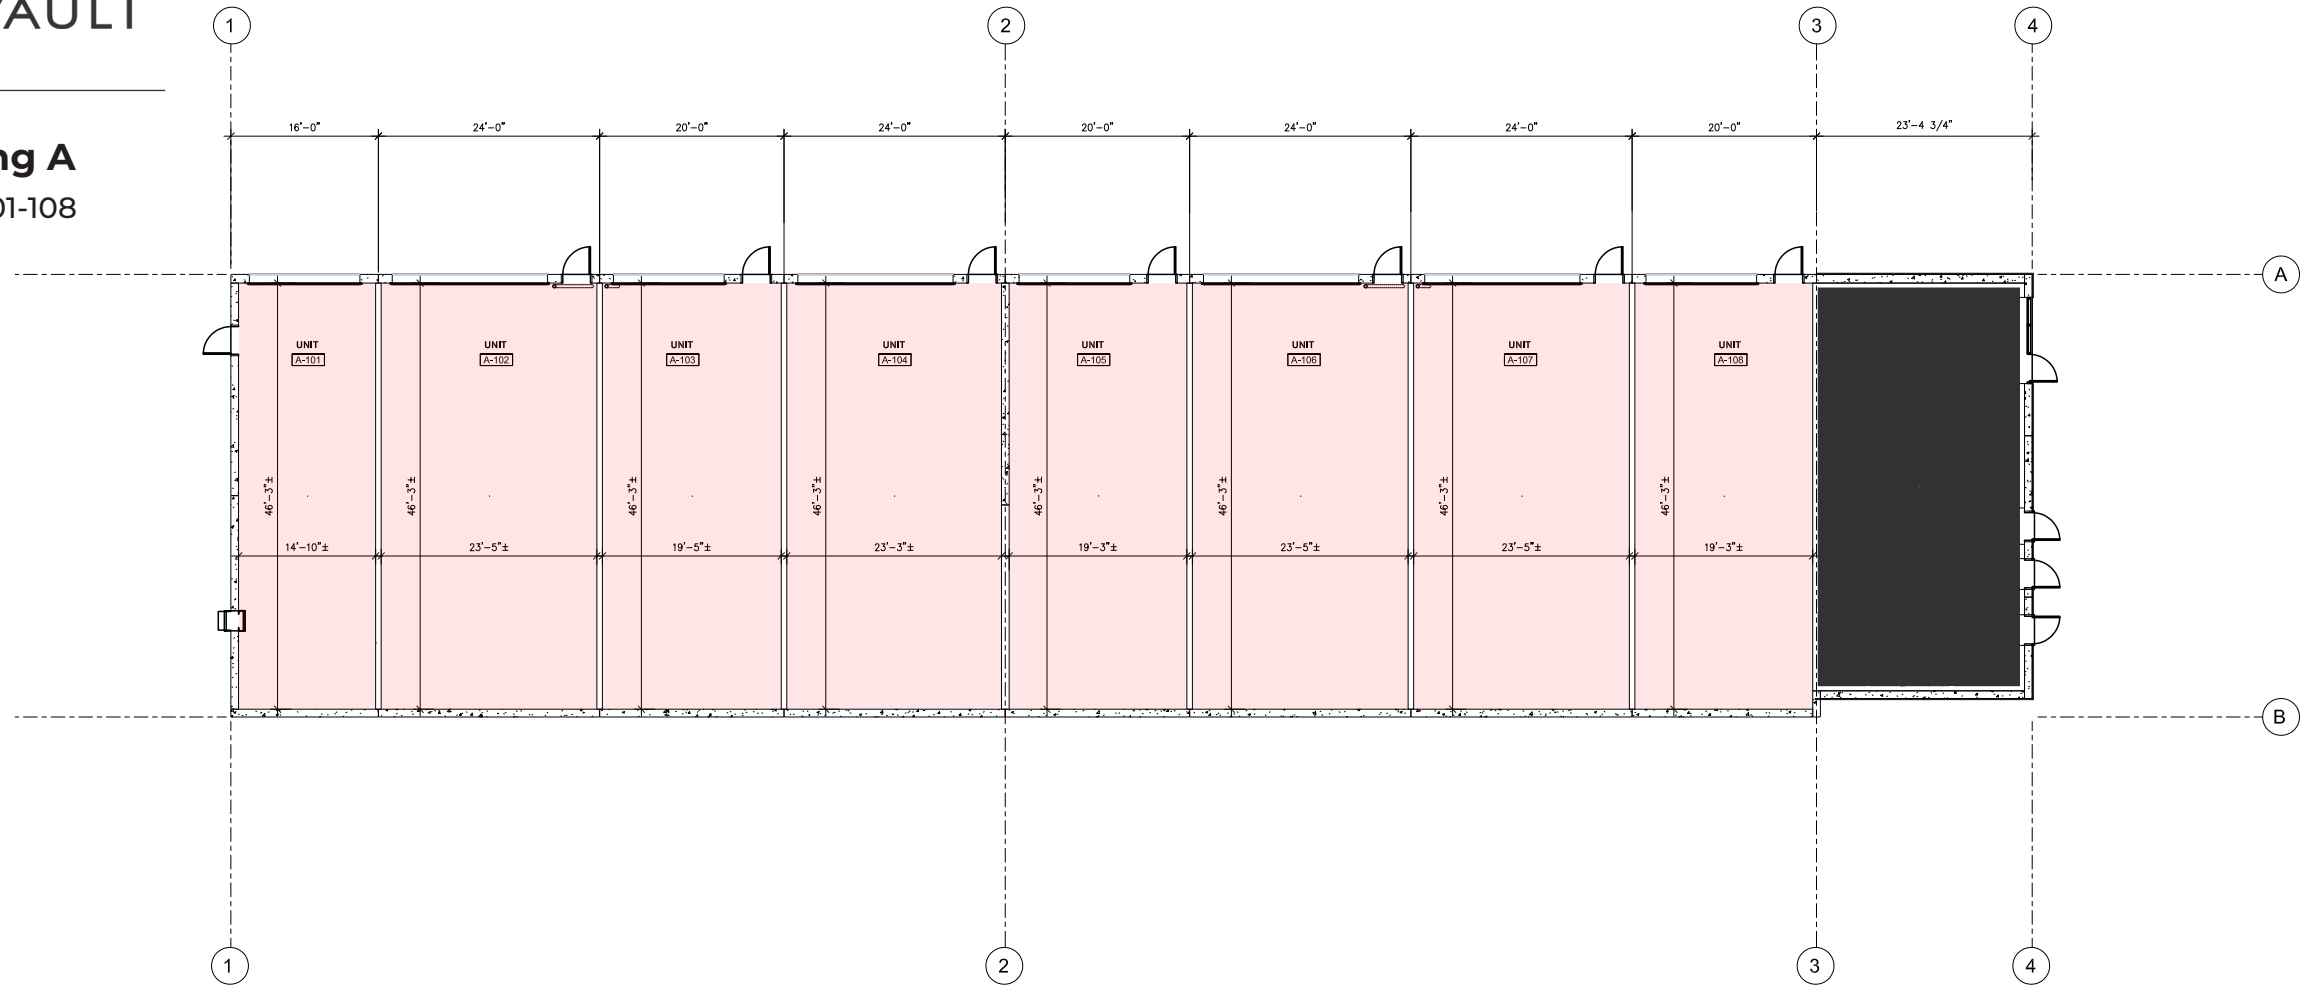 VAULT
1 2 3 4
16'-0" 24'-0" 20'-0" 24'-0" 20'-0" 24'-0" 24'-0" 20'-0" 23'-4 3/4"
ng A
01-108
A
UNIT UNIT UNIT UNIT UNIT UNIT UNIT UNIT
A-101 A-102 A-103 A-104 A-105 A-106 A-107 A-108
46'-3"± 46'-3"± 46'-3"± 46'-3"± 46'-3"± 46'-3"± 46'-3"± 46'-3"±
14'-10"± 23'-5"± 19'-5"± 23'-3"± 19'-3"± 23'-5"± 23'-5"± 19'-3"±
B
1 2 3 4